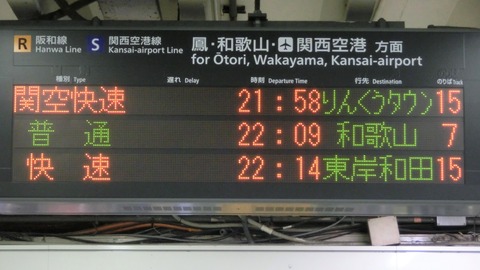 R 阪和線 Hanwa Line S 関西空港線 Kansai-airport Line 鳳・和歌山・関西空港 方面
for Ōtori, Wakayama, Kansai-airport
種別 Type 遅れ Delay 時刻 Departure Time 行先 Destination のりば Track
関空快速 21:58 りんくうタウン 15
普通 22:09 和歌山 7
快速 22:14 東岸和田 15